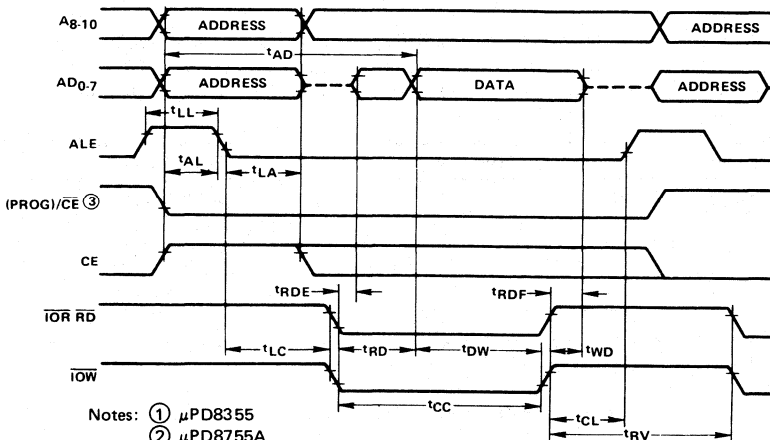 A8-10 ADDRESS ADDRESS
tAD
AD0-7 ADDRESS DATA ADDRESS
tLL
ALE
tAL tLA
(PROG)/CE ③
CE
tRDE tRDF
IOR RD
tLC tRD tDW tWD
IOW
tCC tCL
tRV
Notes: ① μPD8355
② μPD8755A